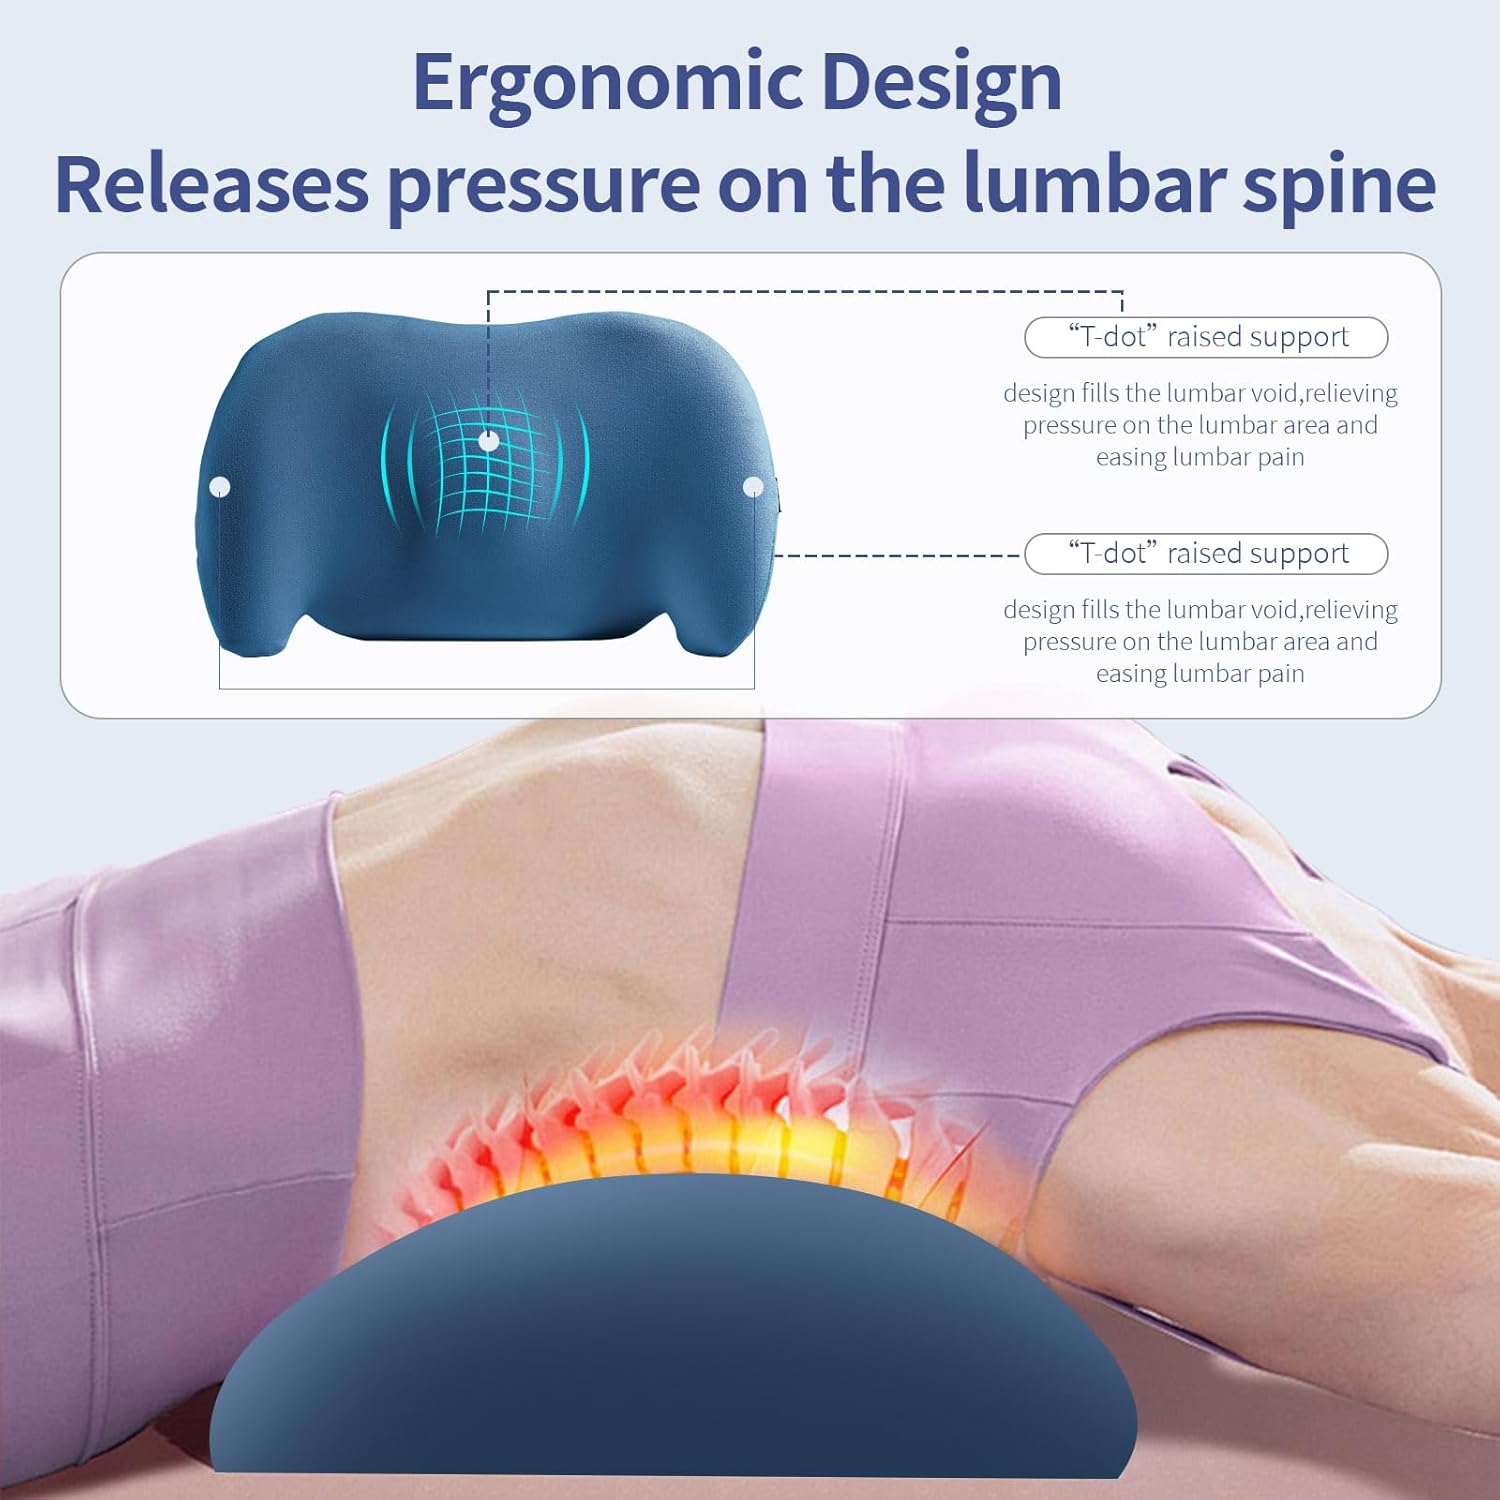 Ergonomic Design
Releases pressure on the lumbar spine
“T-dot” raised support
design fills the lumbar void,relieving
pressure on the lumbar area and
easing lumbar pain
“T-dot” raised support
design fills the lumbar void,relieving
pressure on the lumbar area and
easing lumbar pain